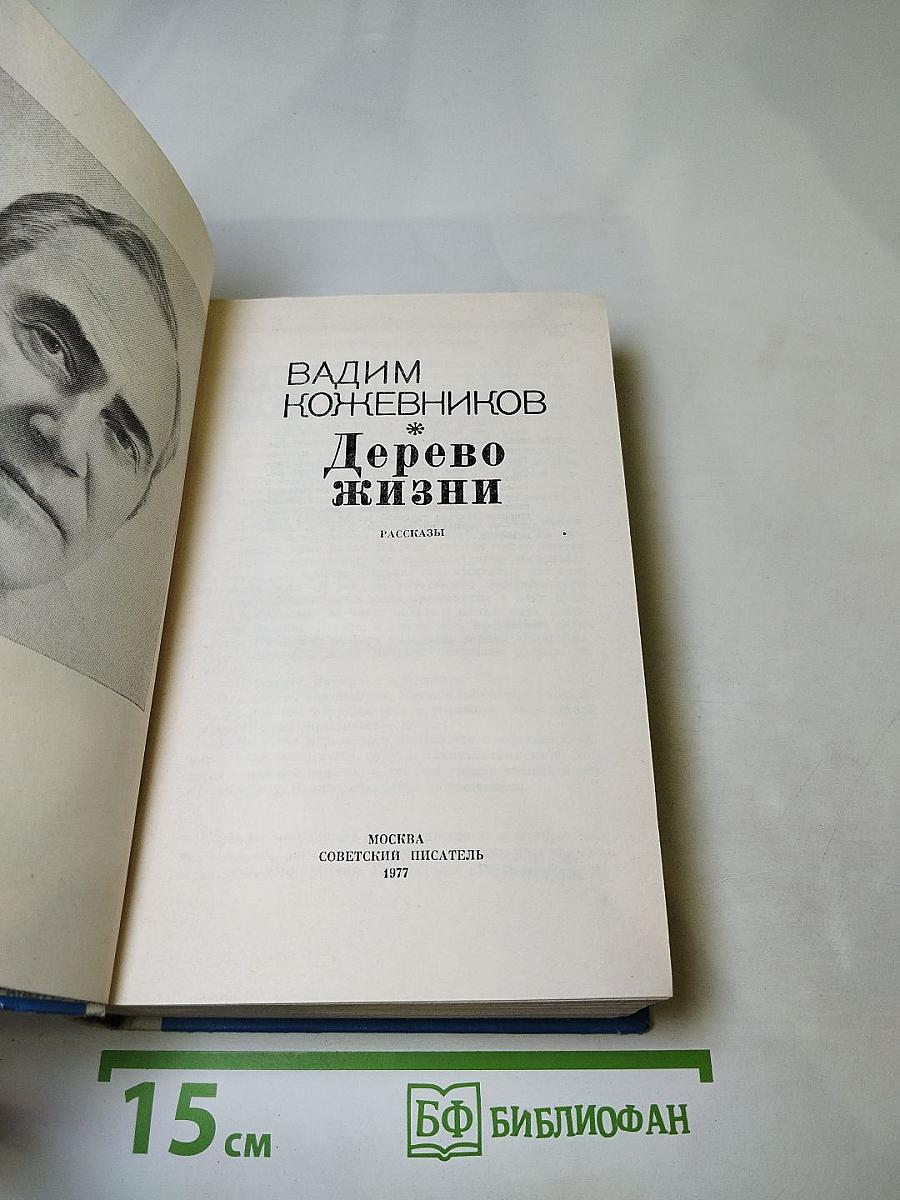 ВАДИМ
КОЖЕВНИКОВ
*
Дерево
жизни
РАССКАЗЫ
МОСКВА
СОВЕТСКИЙ ПИСАТЕЛЬ
1977
15 см
БФ БИБЛИОФАН